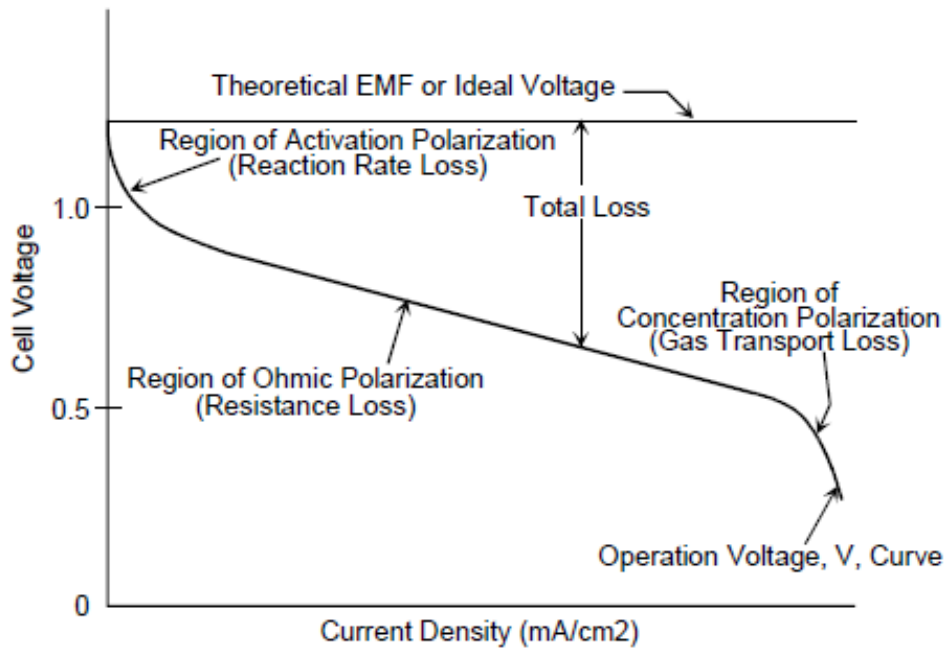 Theoretical EMF or Ideal Voltage
Region of Activation Polarization
(Reaction Rate Loss)
1.0
Total Loss
Cell Voltage
Region of
Concentration Polarization
(Gas Transport Loss)
Region of Ohmic Polarization
(Resistance Loss)
0.5
Operation Voltage, V, Curve
0
Current Density (mA/cm2)